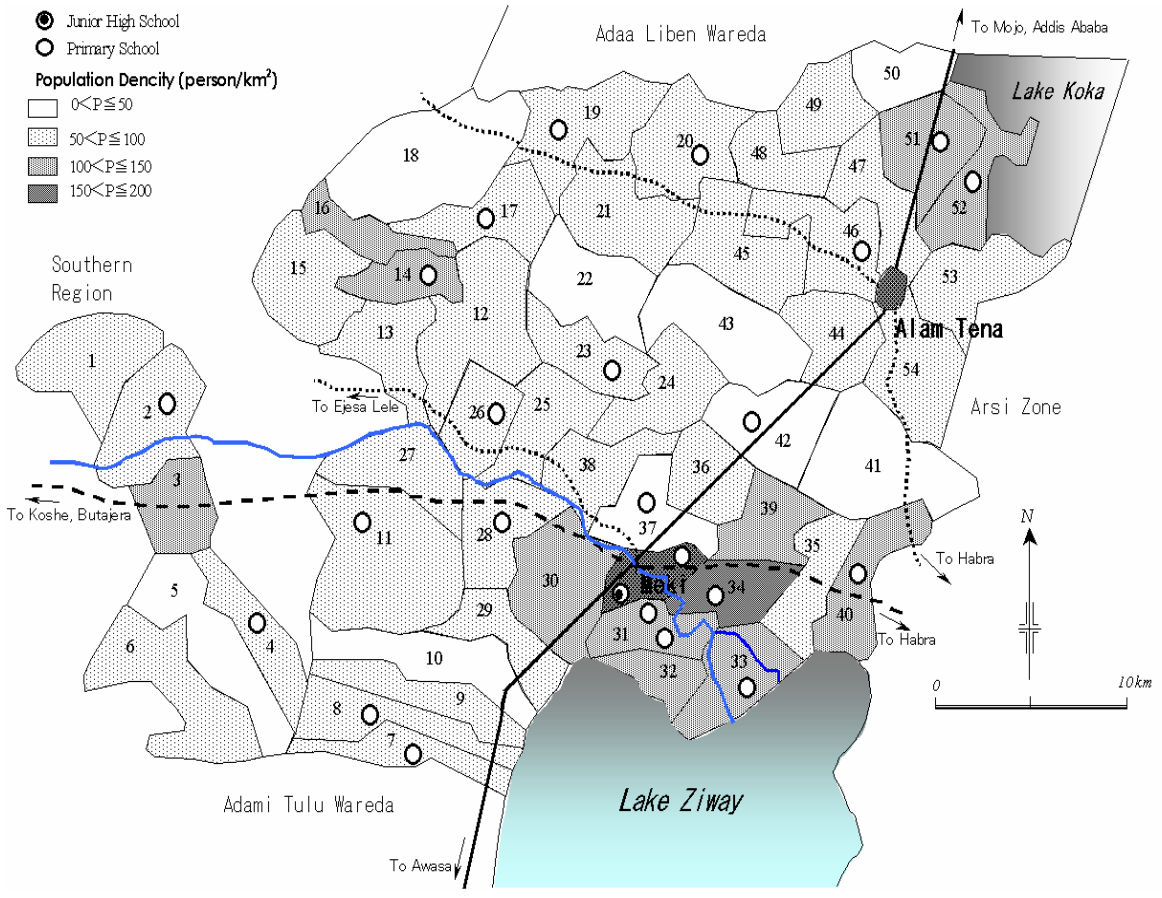 Junior High School
Primary School
Population Dencity (person/km²)
0<P≦50
50<P≦100
100<P≦150
150<P≦200
Adaa Liben Wareda
To Mojo, Addis Ababa
Lake Koka
50
49
19
51
20
48
47
18
16
17
21
52
46
45
Southern
Region
15
14
22
53
12
13
43
44
Alam Tena
23
54
1
24
To Ejesa Lele
25
26
2
Arsi Zone
42
27
38
36
41
3
39
To Koshe, Butajera
37
11
28
35
N
To Habra
30
Meki
34
5
29
40
31
To Habra
4
6
10
33
32
9
8
0
10km
7
Adami Tulu Wareda
Lake Ziway
To Awasa